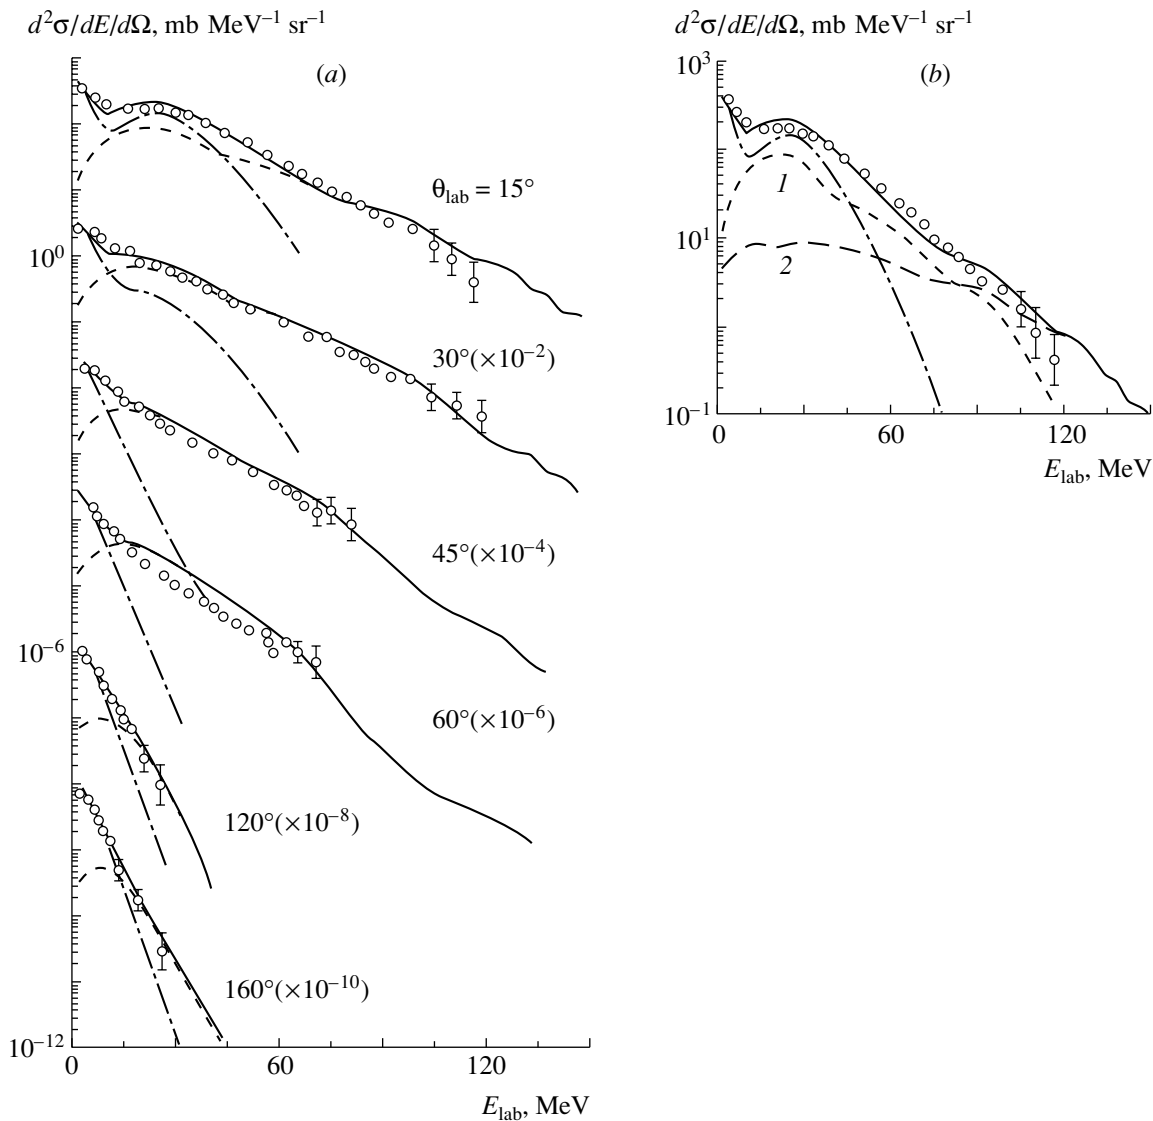 d²σ/dE/dΩ, mb MeV⁻¹ sr⁻¹
(a)
θlab = 15°
10⁰
30°(×10⁻²)
45°(×10⁻⁴)
10⁻⁶
60°(×10⁻⁶)
120°(×10⁻⁸)
160°(×10⁻¹⁰)
10⁻¹²
0 60 120
Elab, MeV
d²σ/dE/dΩ, mb MeV⁻¹ sr⁻¹
10³
(b)
1
10¹
2
10⁻¹
0 60 120
Elab, MeV